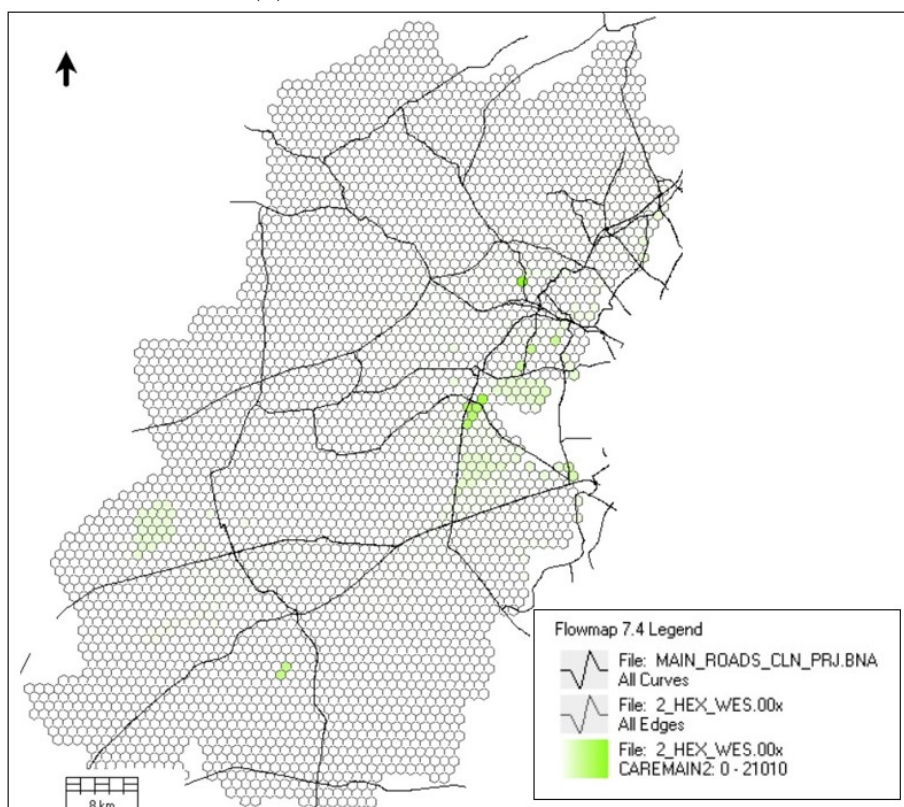 8 km
Flowmap 7.4 Legend
File: MAIN_ROADS_CLN_PRJ.BNA
All Curves
File: 2_HEX_WES.00x
All Edges
File: 2_HEX_WES.00x
CAREMAIN2: 0 - 21010